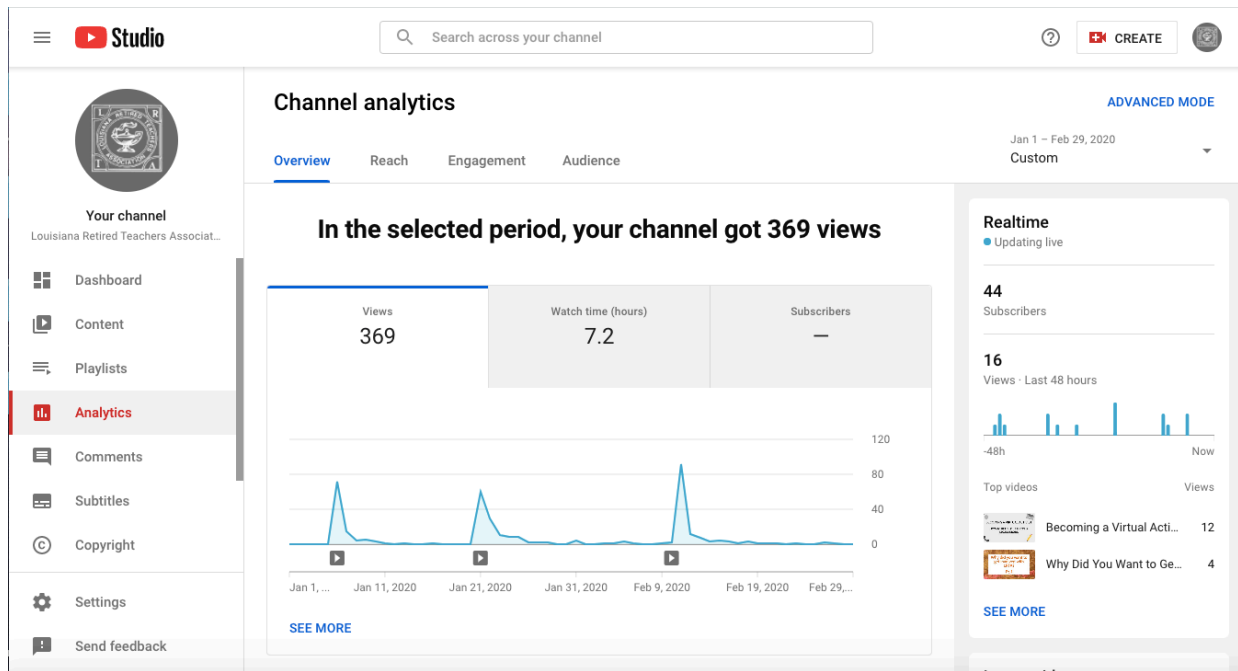 Studio
Search across your channel
CREATE
LOUISIANA RETIRED TEACHERS ASSOCIATION
L R
T A
Your channel
Louisiana Retired Teachers Associat...
Dashboard
Content
Playlists
Analytics
Comments
Subtitles
Copyright
Settings
Send feedback
Channel analytics
ADVANCED MODE
Overview Reach Engagement Audience
Jan 1 – Feb 29, 2020
Custom
In the selected period, your channel got 369 views
Views
369
Watch time (hours)
7.2
Subscribers
—
120
80
40
0
Jan 1, ... Jan 11, 2020 Jan 21, 2020 Jan 31, 2020 Feb 9, 2020 Feb 19, 2020 Feb 29,...
SEE MORE
Realtime
Updating live
44
Subscribers
16
Views · Last 48 hours
-48h Now
Top videos Views
Becoming a Virtual Acti... 12
Why Did You Want to Ge... 4
SEE MORE